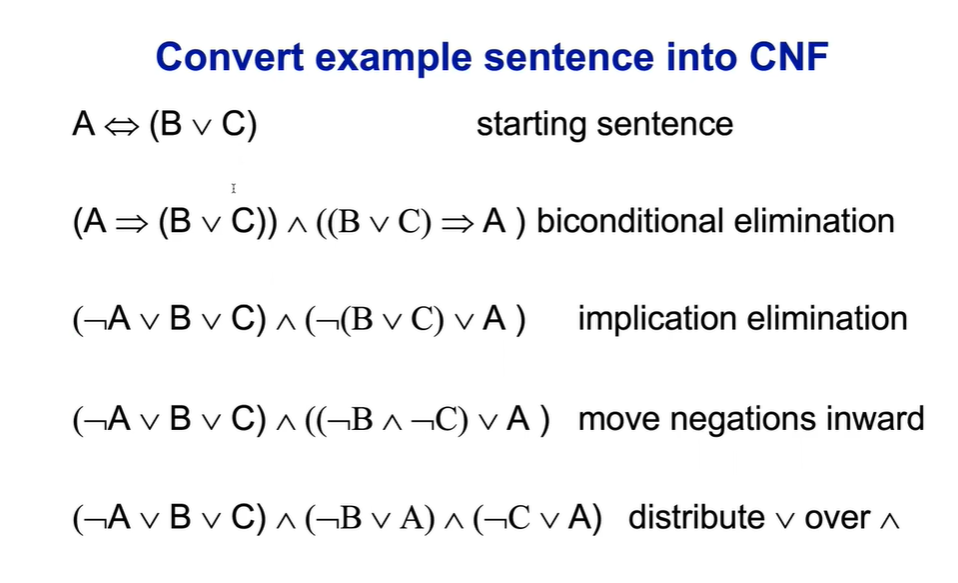 Convert example sentence into CNF
A ⇔ (B ∨ C) starting sentence
(A ⇒ (B ∨ C)) ∧ ((B ∨ C) ⇒ A ) biconditional elimination
(¬A ∨ B ∨ C) ∧ (¬(B ∨ C) ∨ A ) implication elimination
(¬A ∨ B ∨ C) ∧ ((¬B ∧ ¬C) ∨ A ) move negations inward
(¬A ∨ B ∨ C) ∧ (¬B ∨ A) ∧ (¬C ∨ A) distribute ∨ over ∧